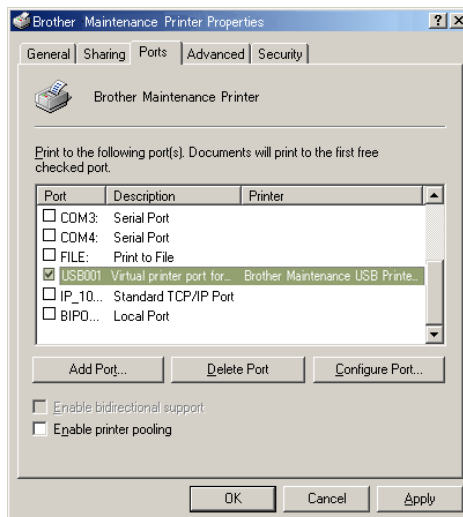 Brother Maintenance Printer Properties
General Sharing Ports Advanced Security
Brother Maintenance Printer
Print to the following port(s). Documents will print to the first free
checked port.
Port Description Printer
COM3: Serial Port
COM4: Serial Port
FILE: Print to File
USB001 Virtual printer port for... Brother Maintenance USB Printe...
IP_10... Standard TCP/IP Port
BIPO... Local Port
Add Port... Delete Port Configure Port...
Enable bidirectional support
Enable printer pooling
OK Cancel Apply